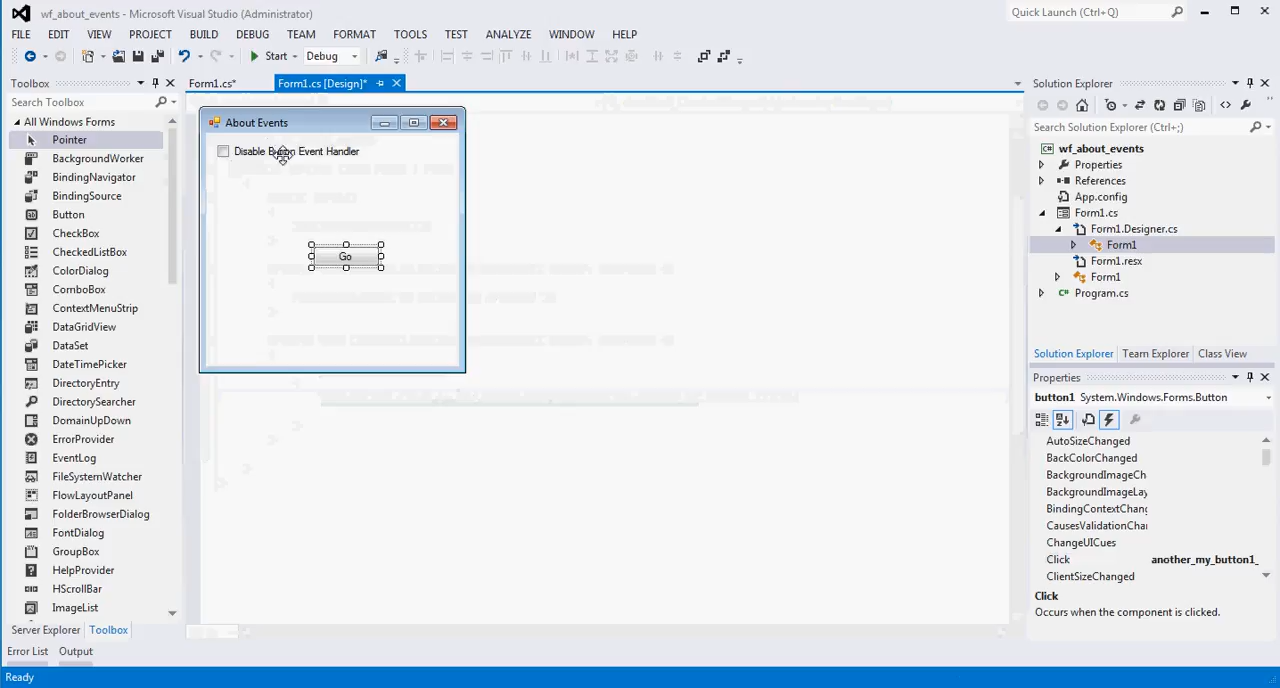 wf_about_events - Microsoft Visual Studio (Administrator)
Quick Launch (Ctrl+Q)
FILE EDIT VIEW PROJECT BUILD DEBUG TEAM FORMAT TOOLS TEST ANALYZE WINDOW HELP
Start Debug
Toolbox
Search Toolbox
All Windows Forms
Pointer
BackgroundWorker
BindingNavigator
BindingSource
Button
CheckBox
CheckedListBox
ColorDialog
ComboBox
ContextMenuStrip
DataGridView
DataSet
DateTimePicker
DirectoryEntry
DirectorySearcher
DomainUpDown
ErrorProvider
EventLog
FileSystemWatcher
FlowLayoutPanel
FolderBrowserDialog
FontDialog
GroupBox
HelpProvider
HScrollBar
ImageList
Server Explorer Toolbox
Error List Output
Ready
Form1.cs* Form1.cs [Design]*
About Events
Disable Event Handler
Go
Solution Explorer
Search Solution Explorer (Ctrl+;)
wf_about_events
Properties
References
App.config
Form1.cs
Form1.Designer.cs
Form1
Form1.resx
Form1
Program.cs
Solution Explorer Team Explorer Class View
Properties
button1 System.Windows.Forms.Button
AutoSizeChanged
BackColorChanged
BackgroundImageCh
BackgroundImageLay
BindingContextChang
CausesValidationChai
ChangeUICues
Click another_my_button1_
ClientSizeChanged
Click
Occurs when the component is clicked.